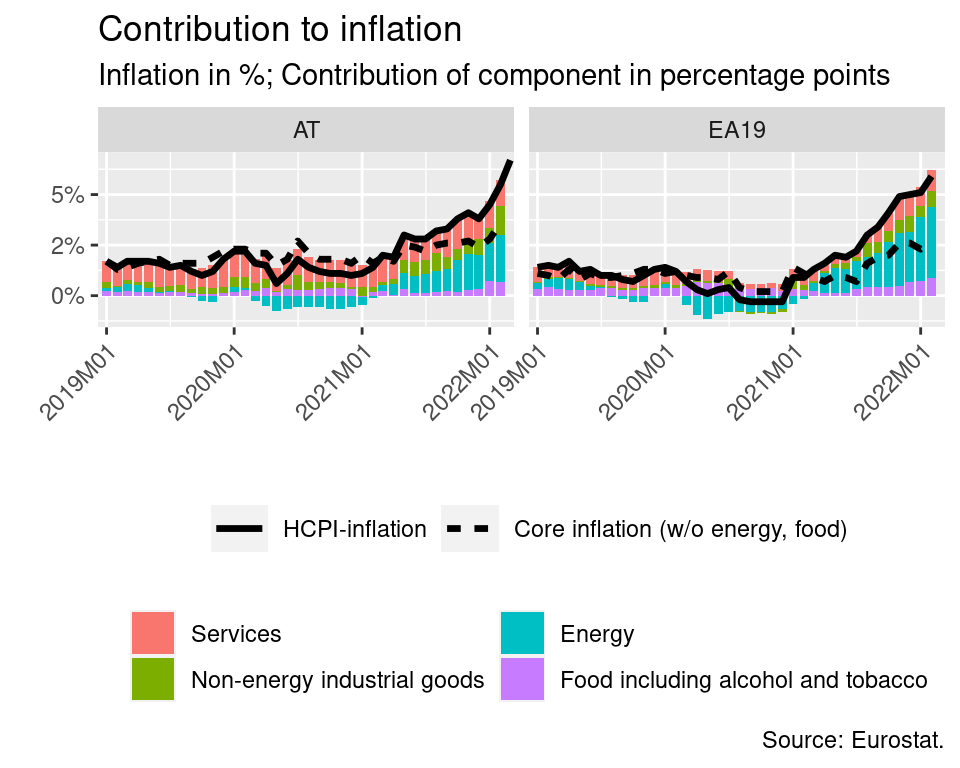 Contribution to inflation
Inflation in %; Contribution of component in percentage points
AT
EA19
5%
2%
0%
2019M01
2020M01
2021M01
2022M01
2019M01
2020M01
2021M01
2022M01
HCPI-inflation
Core inflation (w/o energy, food)
Services
Energy
Non-energy industrial goods
Food including alcohol and tobacco
Source: Eurostat.